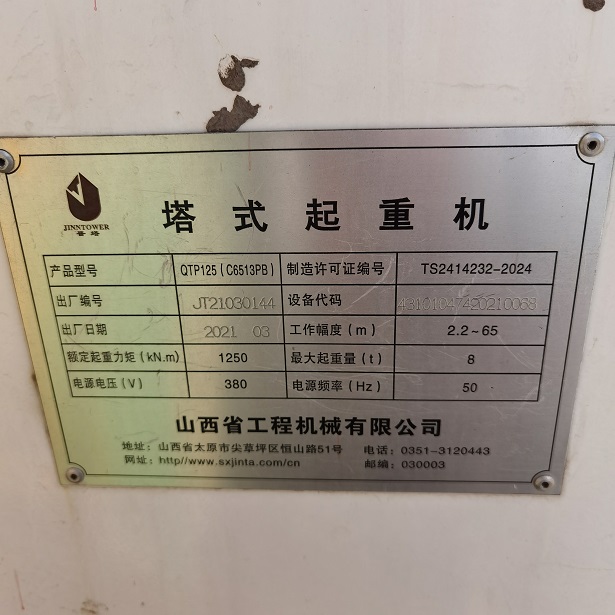 JINNTOWER
晋塔
塔式起重机
产品型号 QTP125(C6513PB) 制造许可证编号 TS2414232-2024
出厂编号 JT21030144 设备代码 43101047420210068
出厂日期 2021 03 工作幅度(m) 2.2~65
额定起重力矩(kN.m) 1250 最大起重量(t) 8
电源电压(V) 380 电源频率(Hz) 50
山西省工程机械有限公司
地址:山西省太原市尖草坪区恒山路51号 电话:0351-3120443
网址:http//www.sxjinta.com/cn 邮编:030003